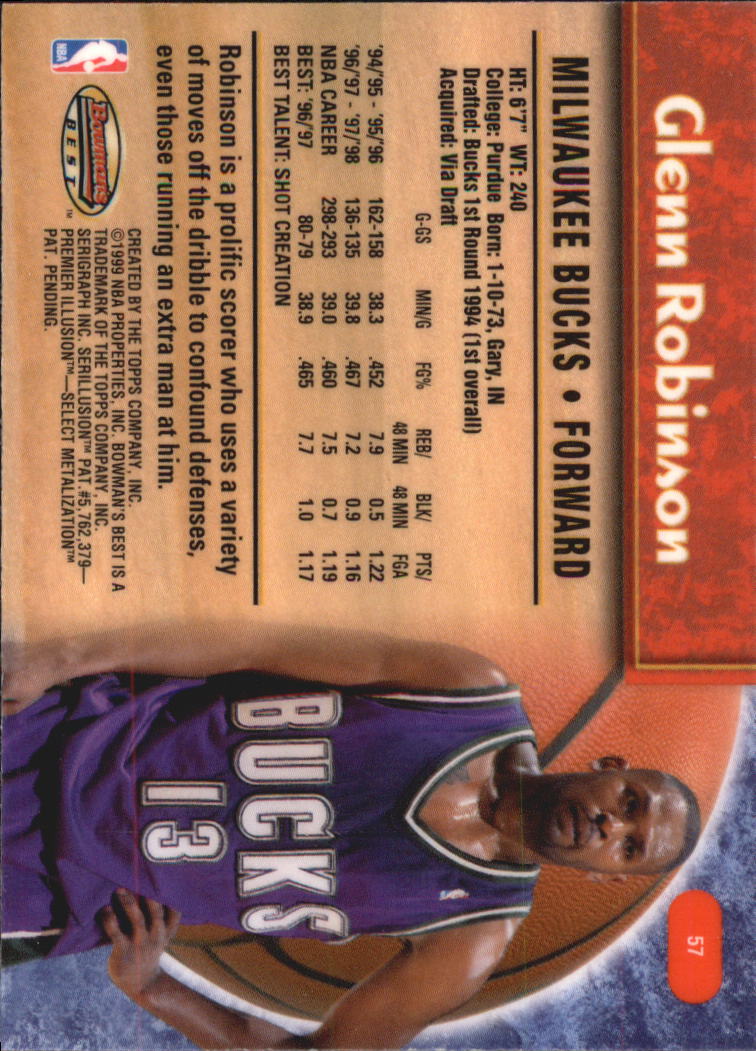 Glenn Robinson
57
MILWAUKEE BUCKS • FORWARD
HT: 6'7" WT: 240
College: Purdue Born: 1-10-73, Gary, IN
Drafted: Bucks 1st Round 1994 (1st overall)
Acquired: Via Draft
G-GS MIN/G FG% REB/ 48 MIN BLK/ 48 MIN PTS/ FGA
'94/'95 - '95/'96 162-158 38.3 .452 7.9 0.5 1.22
'96/'97 - '97/'98 136-135 39.8 .467 7.2 0.9 1.16
NBA CAREER 298-293 39.0 .460 7.5 0.7 1.19
BEST: '96/'97 80-79 38.9 .465 7.7 1.0 1.17
BEST TALENT: SHOT CREATION
Robinson is a prolific scorer who uses a variety
of moves off the dribble to confound defenses,
even those running an extra man at him.
NBA
Bowman's
BEST™
CREATED BY THE TOPPS COMPANY, INC.
©1999 NBA PROPERTIES, INC. BOWMAN'S BEST IS A
TRADEMARK OF THE TOPPS COMPANY, INC.
SERIGRAPH INC. SERILLUSION™ PAT. #5,762,379—
PREMIER ILLUSION™—SELECT METALIZATION™
PAT. PENDING.
BUCKS
13